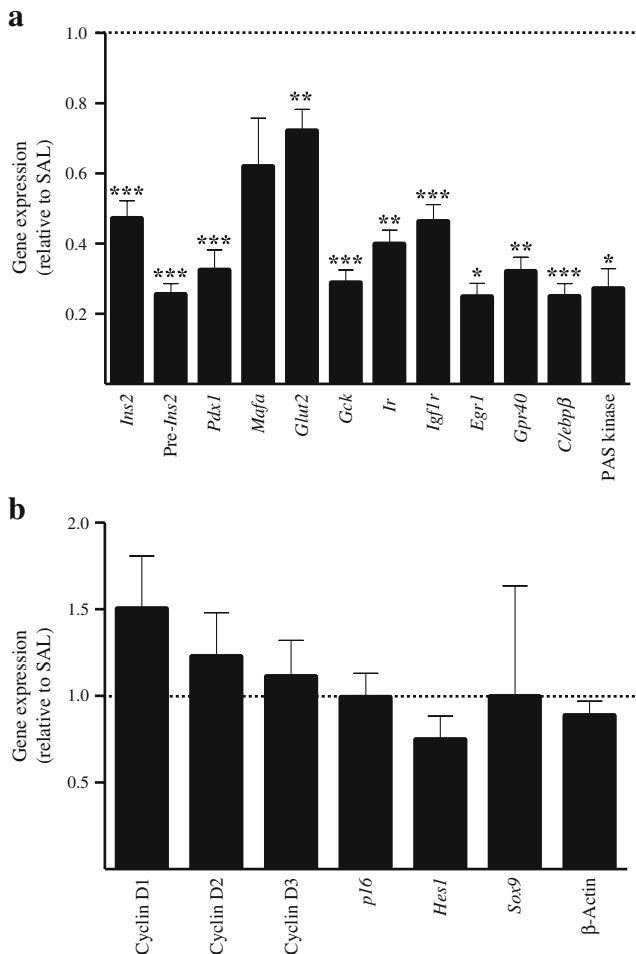 a
Gene expression
(relative to SAL)
1.0
0.8
0.6
0.4
0.2
***
***
***
**
***
**
***
*
**
***
*
Ins2
Pre-Ins2
Pdx1
Mafa
Glut2
Gck
Ir
Igf1r
Egr1
Gpr40
C/ebpβ
PAS kinase
b
Gene expression
(relative to SAL)
2.0
1.5
1.0
0.5
Cyclin D1
Cyclin D2
Cyclin D3
p16
Hes1
Sox9
β-Actin